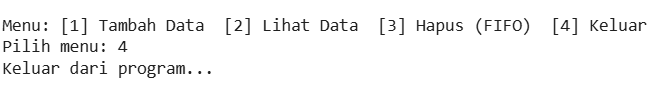 Menu: [1] Tambah Data  [2] Lihat Data  [3] Hapus (FIFO)  [4] Keluar
Pilih menu: 4
Keluar dari program...